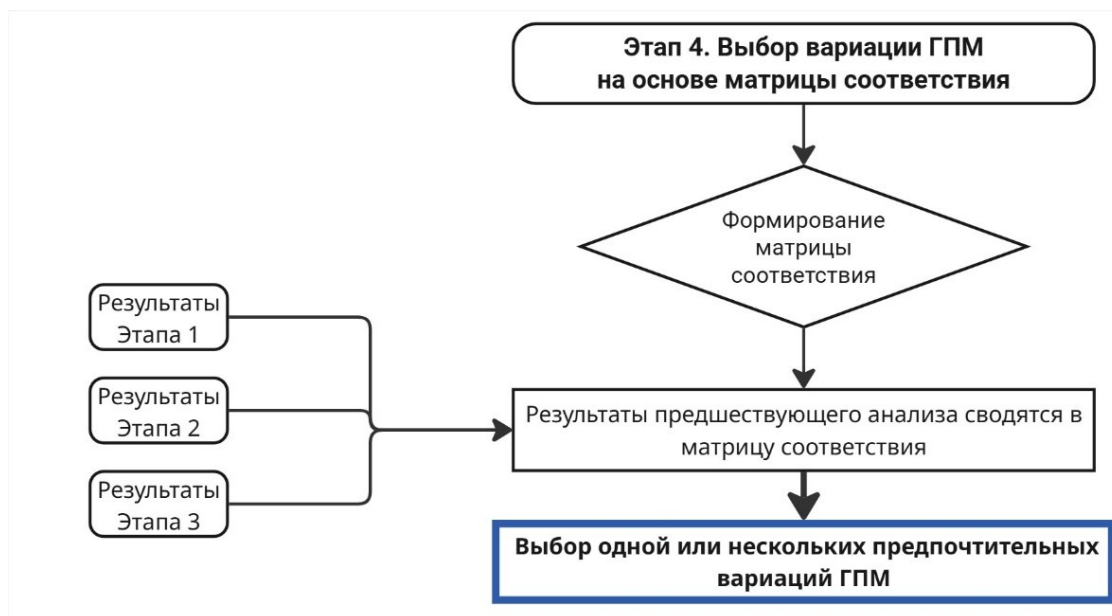 Этап 4. Выбор вариации ГПМ
на основе матрицы соответствия
Формирование
матрицы
соответствия
Результаты
Этапа 1
Результаты
Этапа 2
Результаты
Этапа 3
Результаты предшествующего анализа сводятся в
матрицу соответствия
Выбор одной или нескольких предпочтительных
вариаций ГПМ